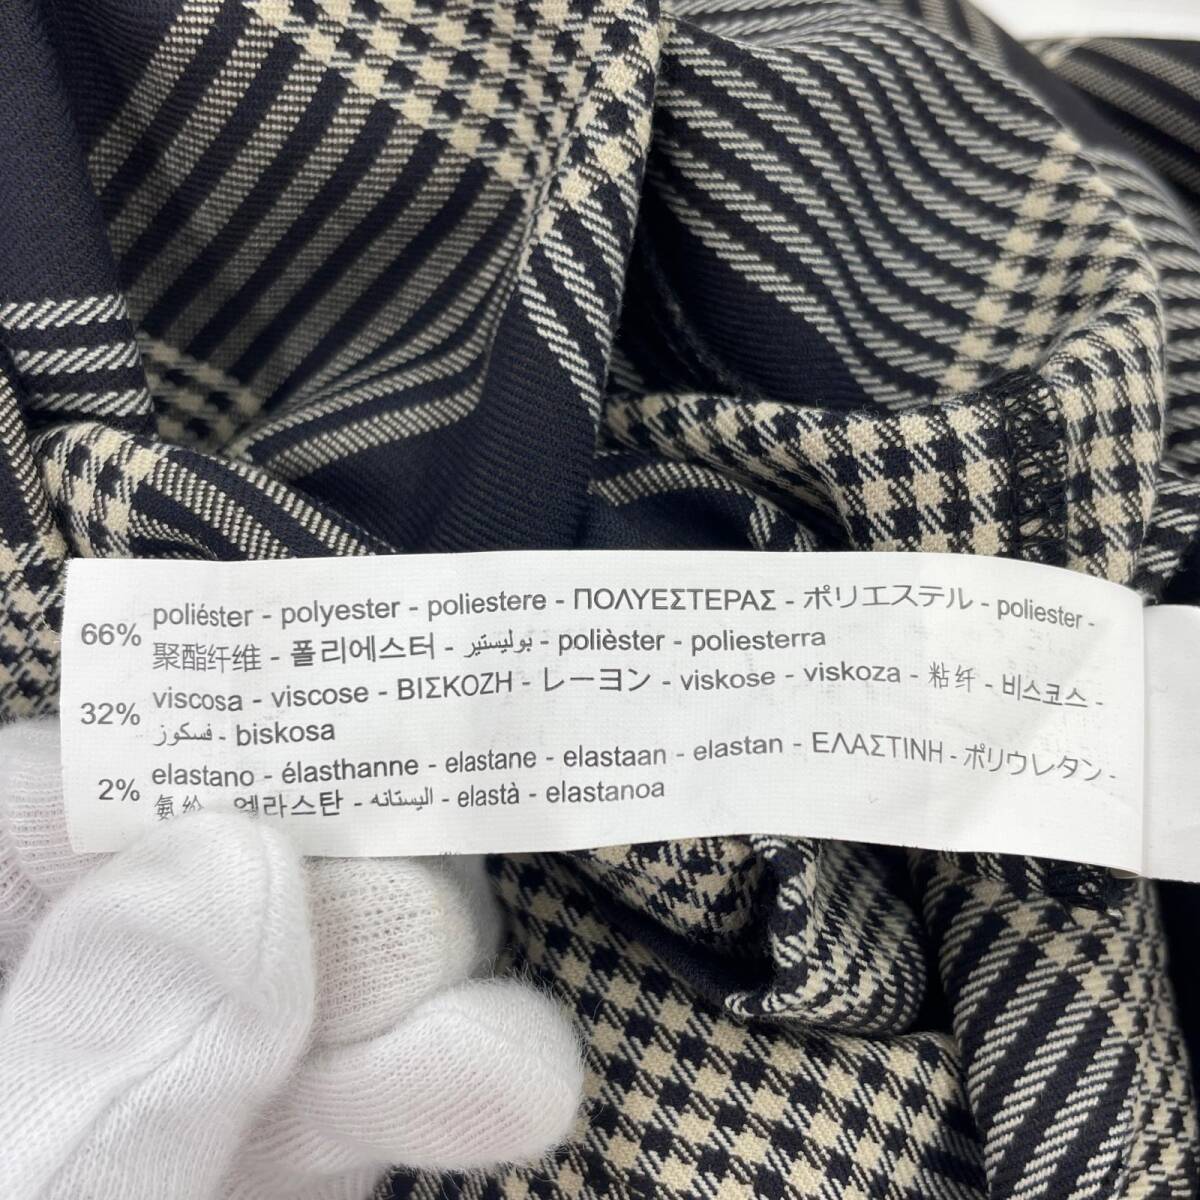 66% poliéster - polyester - poliestere - ΠΟΛΥΕΣΤΕΡΑΣ - ポリエステル - poliester -
聚酯纤维 - 폴리에스터 - بوليستير - polièster - poliesterra
32% viscosa - viscose - ΒΙΣΚΟΖΗ - レーヨン - viskose - viskoza - 粘纤 - 비스코스 -
فسكوز - biskosa
2% elastano - élasthanne - elastane - elastaan - elastan - ΕΛΑΣΤΙΝΗ - ポリウレタン -
氨纶 - 엘라스탄 - اليستانه - elastà - elastanoa